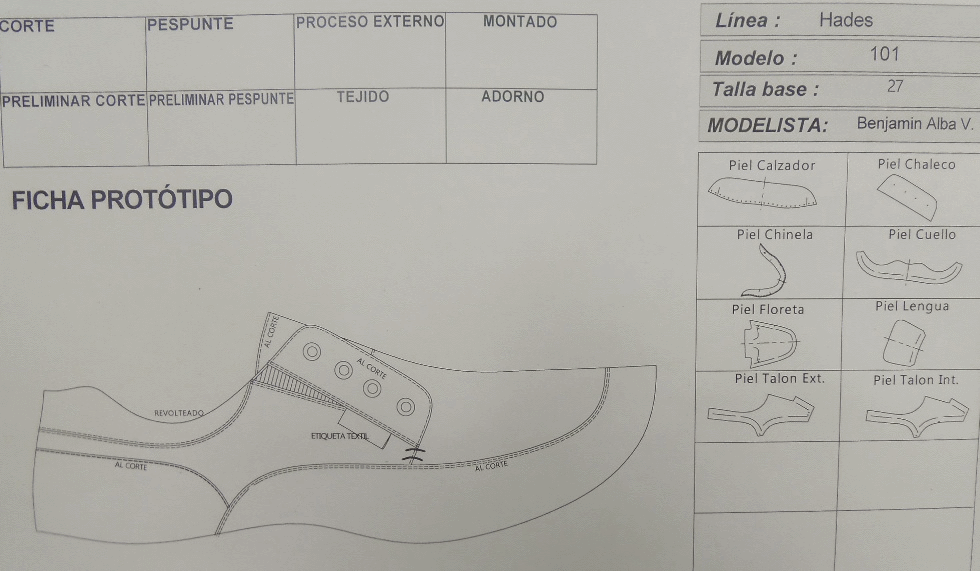 CORTE PESPUNTE PROCESO EXTERNO MONTADO
PRELIMINAR CORTE PRELIMINAR PESPUNTE TEJIDO ADORNO
FICHA PROTÓTIPO
Línea : Hades
Modelo : 101
Talla base : 27
MODELISTA: Benjamin Alba V.
Piel Calzador Piel Chaleco
Piel Chinela Piel Cuello
Piel Floreta Piel Lengua
Piel Talon Ext. Piel Talon Int.
AL CORTE
AL CORTE
REVOLTEADO
ETIQUETA TEXTIL
AL CORTE
AL CORTE